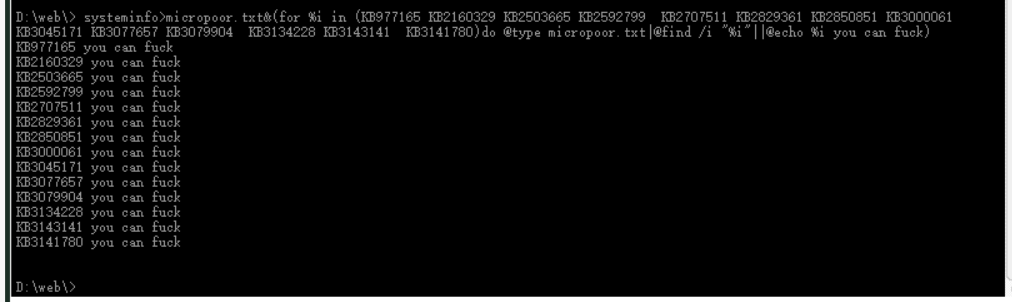 D:\web\> systeminfo>micropoor.txt&(for %i in (KB977165 KB2160329 KB2503665 KB2592799  KB2707511 KB2829361 KB2850851 KB3000061
KB3045171 KB3077657 KB3079904  KB3134228 KB3143141  KB3141780)do @type micropoor.txt|@find /i "%i"||@echo %i you can fuck)
KB977165 you can fuck
KB2160329 you can fuck
KB2503665 you can fuck
KB2592799 you can fuck
KB2707511 you can fuck
KB2829361 you can fuck
KB2850851 you can fuck
KB3000061 you can fuck
KB3045171 you can fuck
KB3077657 you can fuck
KB3079904 you can fuck
KB3134228 you can fuck
KB3143141 you can fuck
KB3141780 you can fuck
D:\web\>